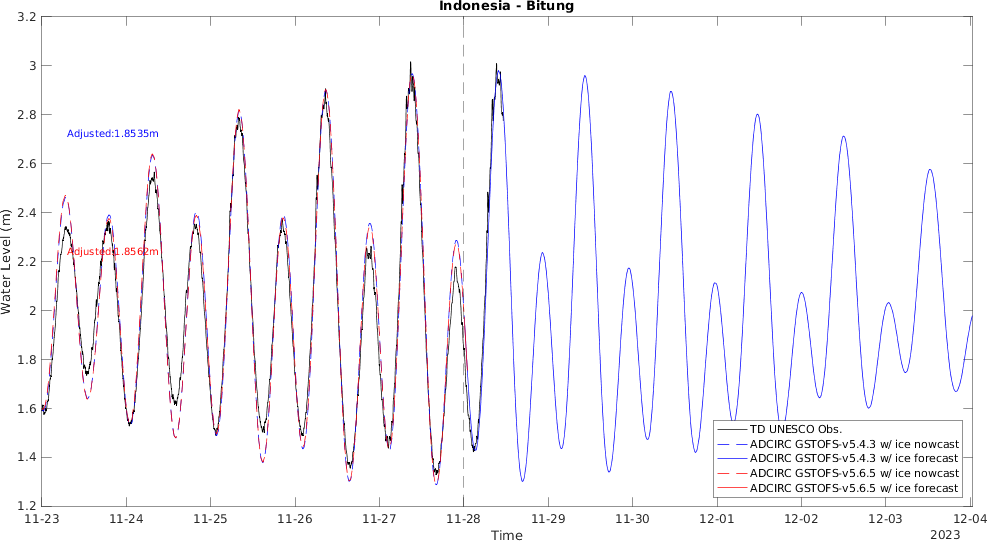 Indonesia - Bitung
3.2
3
2.8
2.6
2.4
2.2
2
1.8
1.6
1.4
1.2
Water Level (m)
Adjusted:1.8535m
Adjusted:1.8562m
TD UNESCO Obs.
ADCIRC GSTOFS-v5.4.3 w/ ice nowcast
ADCIRC GSTOFS-v5.4.3 w/ ice forecast
ADCIRC GSTOFS-v5.6.5 w/ ice nowcast
ADCIRC GSTOFS-v5.6.5 w/ ice forecast
11-23 11-24 11-25 11-26 11-27 11-28 11-29 11-30 12-01 12-02 12-03 12-04
Time
2023